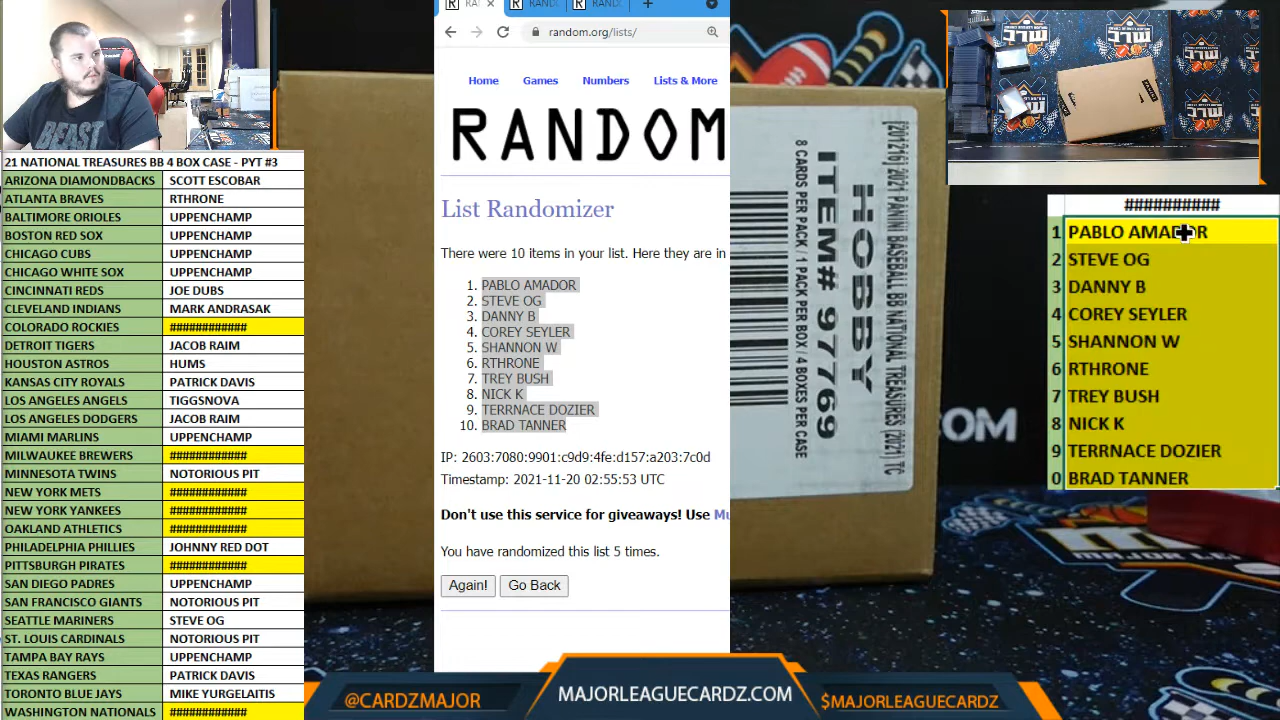 random.org/lists/
Home Games Numbers Lists & More
RANDOM
List Randomizer
There were 10 items in your list. Here they are in
1. PABLO AMADOR
2. STEVE OG
3. DANNY B
4. COREY SEYLER
5. SHANNON W
6. RTHRONE
7. TREY BUSH
8. NICK K
9. TERRNACE DOZIER
10. BRAD TANNER
IP: 2603:7080:9901:c9d9:4fe:d157:a203:7c0d
Timestamp: 2021-11-20 02:55:53 UTC
Don't use this service for giveaways! Use
You have randomized this list 5 times.
Again! Go Back
BEAST
21 NATIONAL TREASURES BB 4 BOX CASE - PYT #3
ARIZONA DIAMONDBACKS SCOTT ESCOBAR
ATLANTA BRAVES RTHRONE
BALTIMORE ORIOLES UPPENCHAMP
BOSTON RED SOX UPPENCHAMP
CHICAGO CUBS UPPENCHAMP
CHICAGO WHITE SOX UPPENCHAMP
CINCINNATI REDS JOE DUBS
CLEVELAND INDIANS MARK ANDRASAK
COLORADO ROCKIES ############
DETROIT TIGERS JACOB RAIM
HOUSTON ASTROS HUMS
KANSAS CITY ROYALS PATRICK DAVIS
LOS ANGELES ANGELS TIGGSNOVA
LOS ANGELES DODGERS JACOB RAIM
MIAMI MARLINS UPPENCHAMP
MILWAUKEE BREWERS ############
MINNESOTA TWINS NOTORIOUS PIT
NEW YORK METS ############
NEW YORK YANKEES ############
OAKLAND ATHLETICS ############
PHILADELPHIA PHILLIES JOHNNY RED DOT
PITTSBURGH PIRATES ############
SAN DIEGO PADRES UPPENCHAMP
SAN FRANCISCO GIANTS NOTORIOUS PIT
SEATTLE MARINERS STEVE OG
ST. LOUIS CARDINALS NOTORIOUS PIT
TAMPA BAY RAYS UPPENCHAMP
TEXAS RANGERS PATRICK DAVIS
TORONTO BLUE JAYS MIKE YURGELAITIS
WASHINGTON NATIONALS ############
HOBBY
ITEM# 97769
[201216] 2021 PANINI BASEBALL BB NATIONAL TREASURES (2021) TC
8 CARDS PER PACK / 1 PACK PER BOX / 4 BOXES PER CASE
.COM
##########
1 PABLO AMADOR
2 STEVE OG
3 DANNY B
4 COREY SEYLER
5 SHANNON W
6 RTHRONE
7 TREY BUSH
8 NICK K
9 TERRNACE DOZIER
0 BRAD TANNER
@CARDZMAJOR
MAJORLEAGUECARDZ.COM
$MAJORLEAGUECARDZ